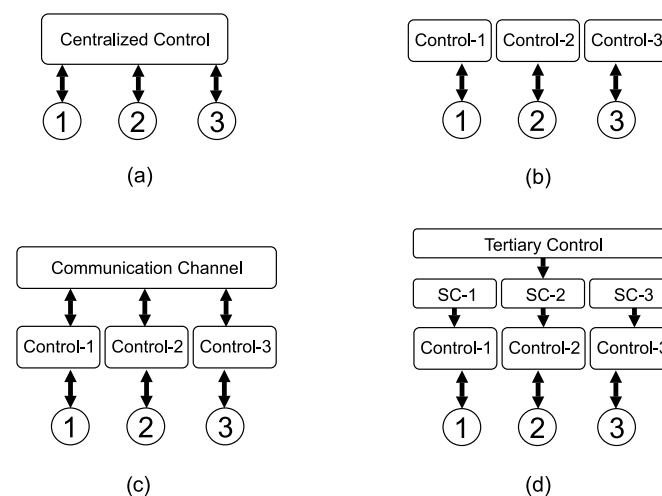 Centralized Control
1 2 3
(a)
Control-1 Control-2 Control-3
1 2 3
(b)
Communication Channel
Control-1 Control-2 Control-3
1 2 3
(c)
Tertiary Control
SC-1 SC-2 SC-3
Control-1 Control-2 Control-3
1 2 3
(d)